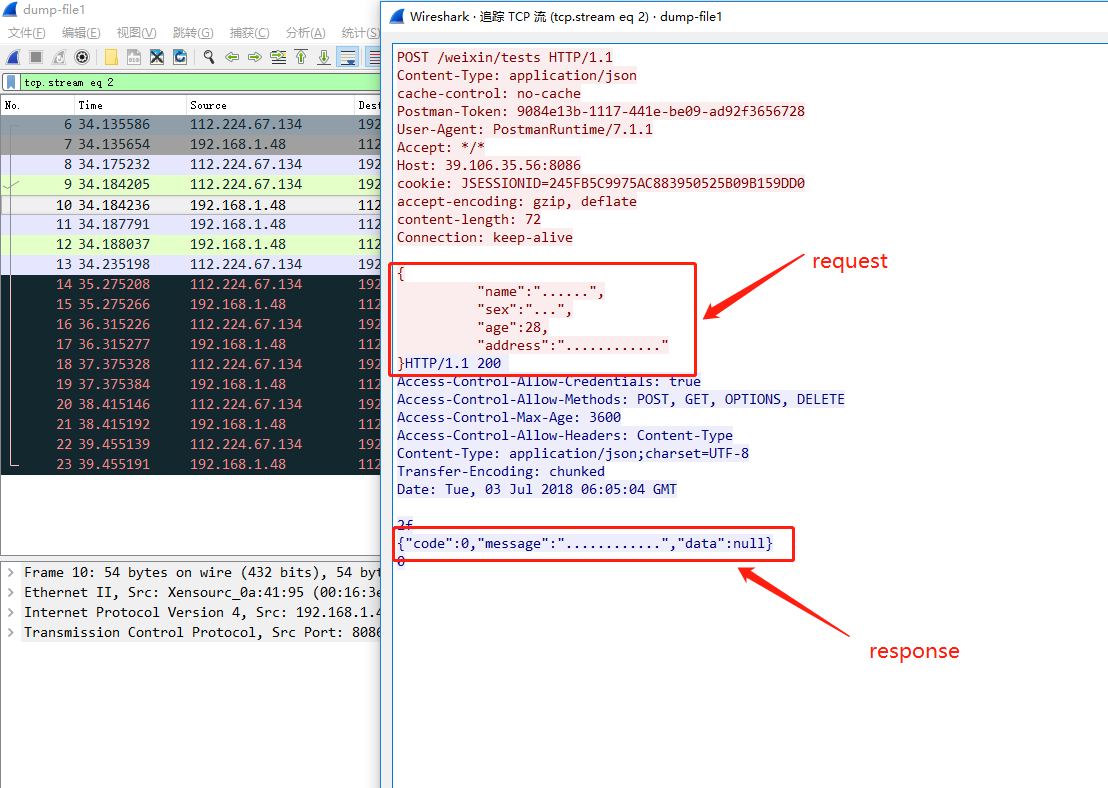 dump-file1
文件(F) 编辑(E) 视图(V) 跳转(G) 捕获(C) 分析(A) 统计(S)
tcp.stream eq 2
No. Time Source Dest
6 34.135586 112.224.67.134 192
7 34.135654 192.168.1.48 112
8 34.175232 112.224.67.134 192
9 34.184205 112.224.67.134 192
10 34.184236 192.168.1.48 112
11 34.187791 192.168.1.48 112
12 34.188037 192.168.1.48 112
13 34.235198 112.224.67.134 192
14 35.275208 112.224.67.134 192
15 35.275266 192.168.1.48 112
16 36.315226 112.224.67.134 192
17 36.315277 192.168.1.48 112
18 37.375328 112.224.67.134 192
19 37.375384 192.168.1.48 112
20 38.415146 112.224.67.134 192
21 38.415192 192.168.1.48 112
22 39.455139 112.224.67.134 192
23 39.455191 192.168.1.48 112
Frame 10: 54 bytes on wire (432 bits), 54 byt
Ethernet II, Src: Xensourc_0a:41:95 (00:16:3e
Internet Protocol Version 4, Src: 192.168.1.4
Transmission Control Protocol, Src Port: 8086
Wireshark · 追踪 TCP 流 (tcp.stream eq 2) · dump-file1
POST /weixin/tests HTTP/1.1
Content-Type: application/json
cache-control: no-cache
Postman-Token: 9084e13b-1117-441e-be09-ad92f3656728
User-Agent: PostmanRuntime/7.1.1
Accept: */*
Host: 39.106.35.56:8086
cookie: JSESSIONID=245FB5C9975AC883950525B09B159DD0
accept-encoding: gzip, deflate
content-length: 72
Connection: keep-alive
{
"name":"......",
"sex":"...",
"age":28,
"address":"............"
}HTTP/1.1 200
Access-Control-Allow-Credentials: true
Access-Control-Allow-Methods: POST, GET, OPTIONS, DELETE
Access-Control-Max-Age: 3600
Access-Control-Allow-Headers: Content-Type
Content-Type: application/json;charset=UTF-8
Transfer-Encoding: chunked
Date: Tue, 03 Jul 2018 06:05:04 GMT
2f
{"code":0,"message":"............","data":null}
0
request
response